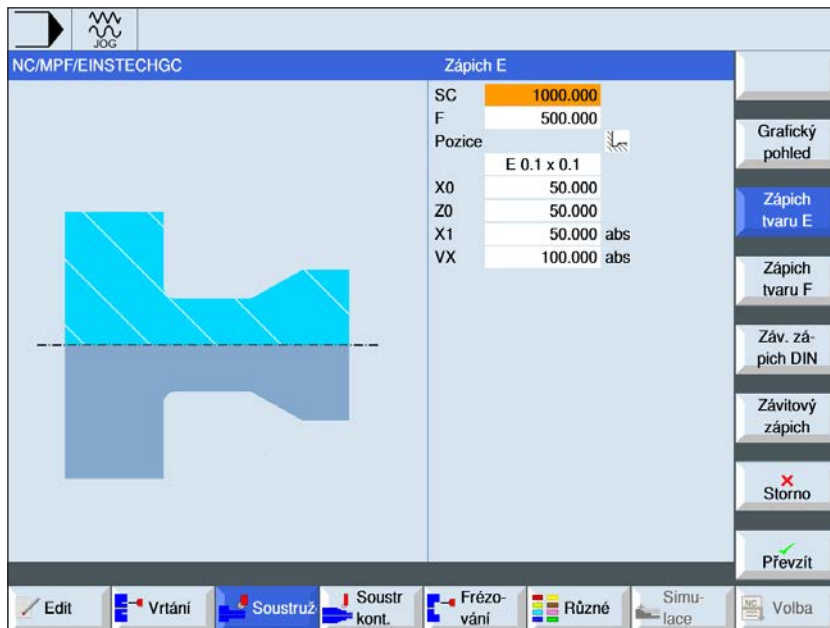 JOG
NC/MPF/EINSTECHGC
Zápich E
SC 1000.000
F 500.000
Pozice
E 0.1 x 0.1
X0 50.000
Z0 50.000
X1 50.000 abs
VX 100.000 abs
Grafický
pohled
Zápich
tvaru E
Zápich
tvaru F
Záv. zá-
pich DIN
Závitový
zápich
Storno
Převzít
Edit
Vrtání
Soustruž
Soustr
kont.
Frézo-
vání
Různé
Simu-
lace
NC
Volba